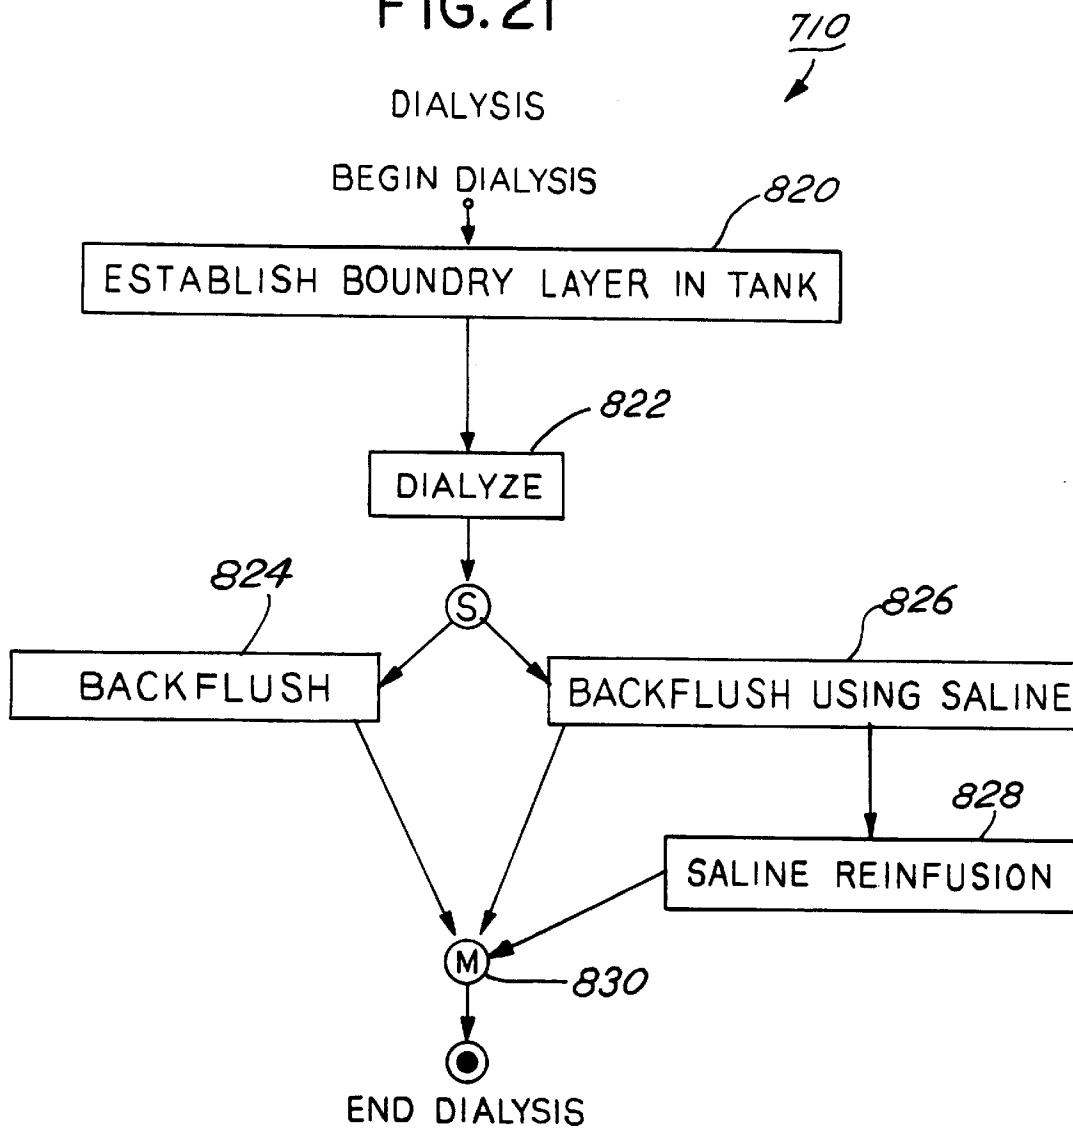 FIG. 21
710
DIALYSIS
BEGIN DIALYSIS
820
ESTABLISH BOUNDRY LAYER IN TANK
822
DIALYZE
824
S
826
BACKFLUSH
BACKFLUSH USING SALINE
828
SALINE REINFUSION
M
830
END DIALYSIS